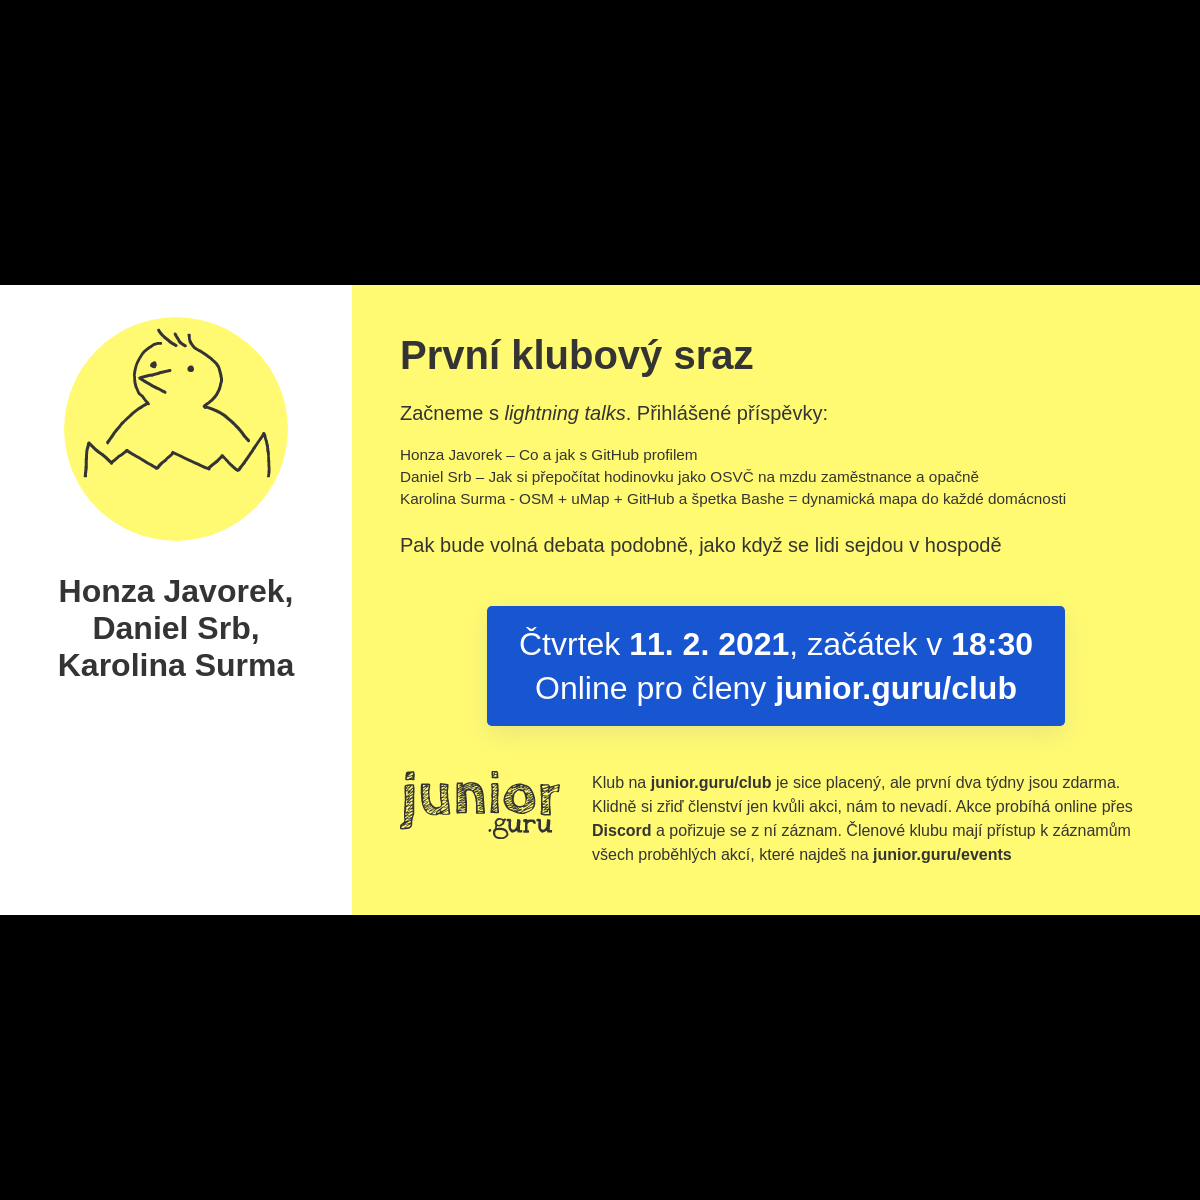 Honza Javorek,
Daniel Srb,
Karolina Surma
První klubový sraz
Začneme s lightning talks. Přihlášené příspěvky:
Honza Javorek – Co a jak s GitHub profilem
Daniel Srb – Jak si přepočítat hodinovku jako OSVČ na mzdu zaměstnance a opačně
Karolina Surma - OSM + uMap + GitHub a špetka Bashe = dynamická mapa do každé domácnosti
Pak bude volná debata podobně, jako když se lidi sejdou v hospodě
Čtvrtek 11. 2. 2021, začátek v 18:30
Online pro členy junior.guru/club
junior
.guru
Klub na junior.guru/club je sice placený, ale první dva týdny jsou zdarma.
Klidně si zřiď členství jen kvůli akci, nám to nevadí. Akce probíhá online přes
Discord a pořizuje se z ní záznam. Členové klubu mají přístup k záznamům
všech proběhlých akcí, které najdeš na junior.guru/events